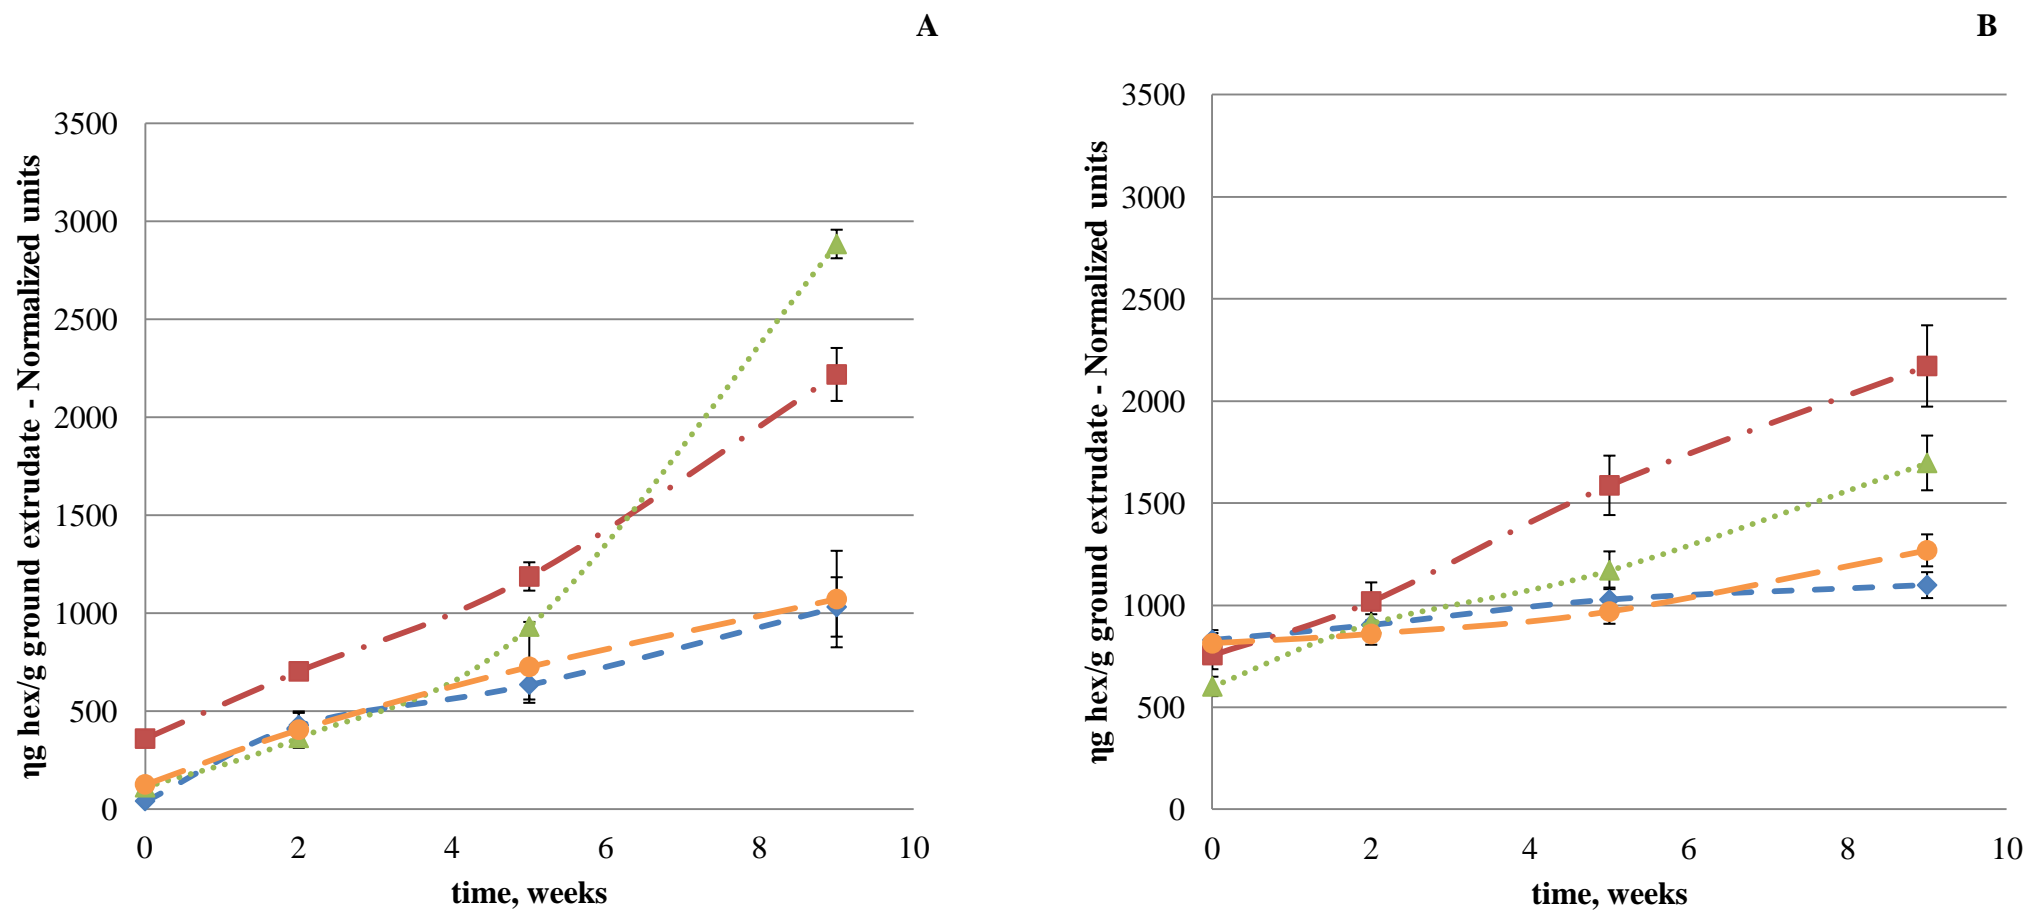 A
ηg hex/g ground extrudate - Normalized units
3500
3000
2500
2000
1500
1000
500
0
0 2 4 6 8 10
time, weeks
B
ηg hex/g ground extrudate - Normalized units
3500
3000
2500
2000
1500
1000
500
0
0 2 4 6 8 10
time, weeks